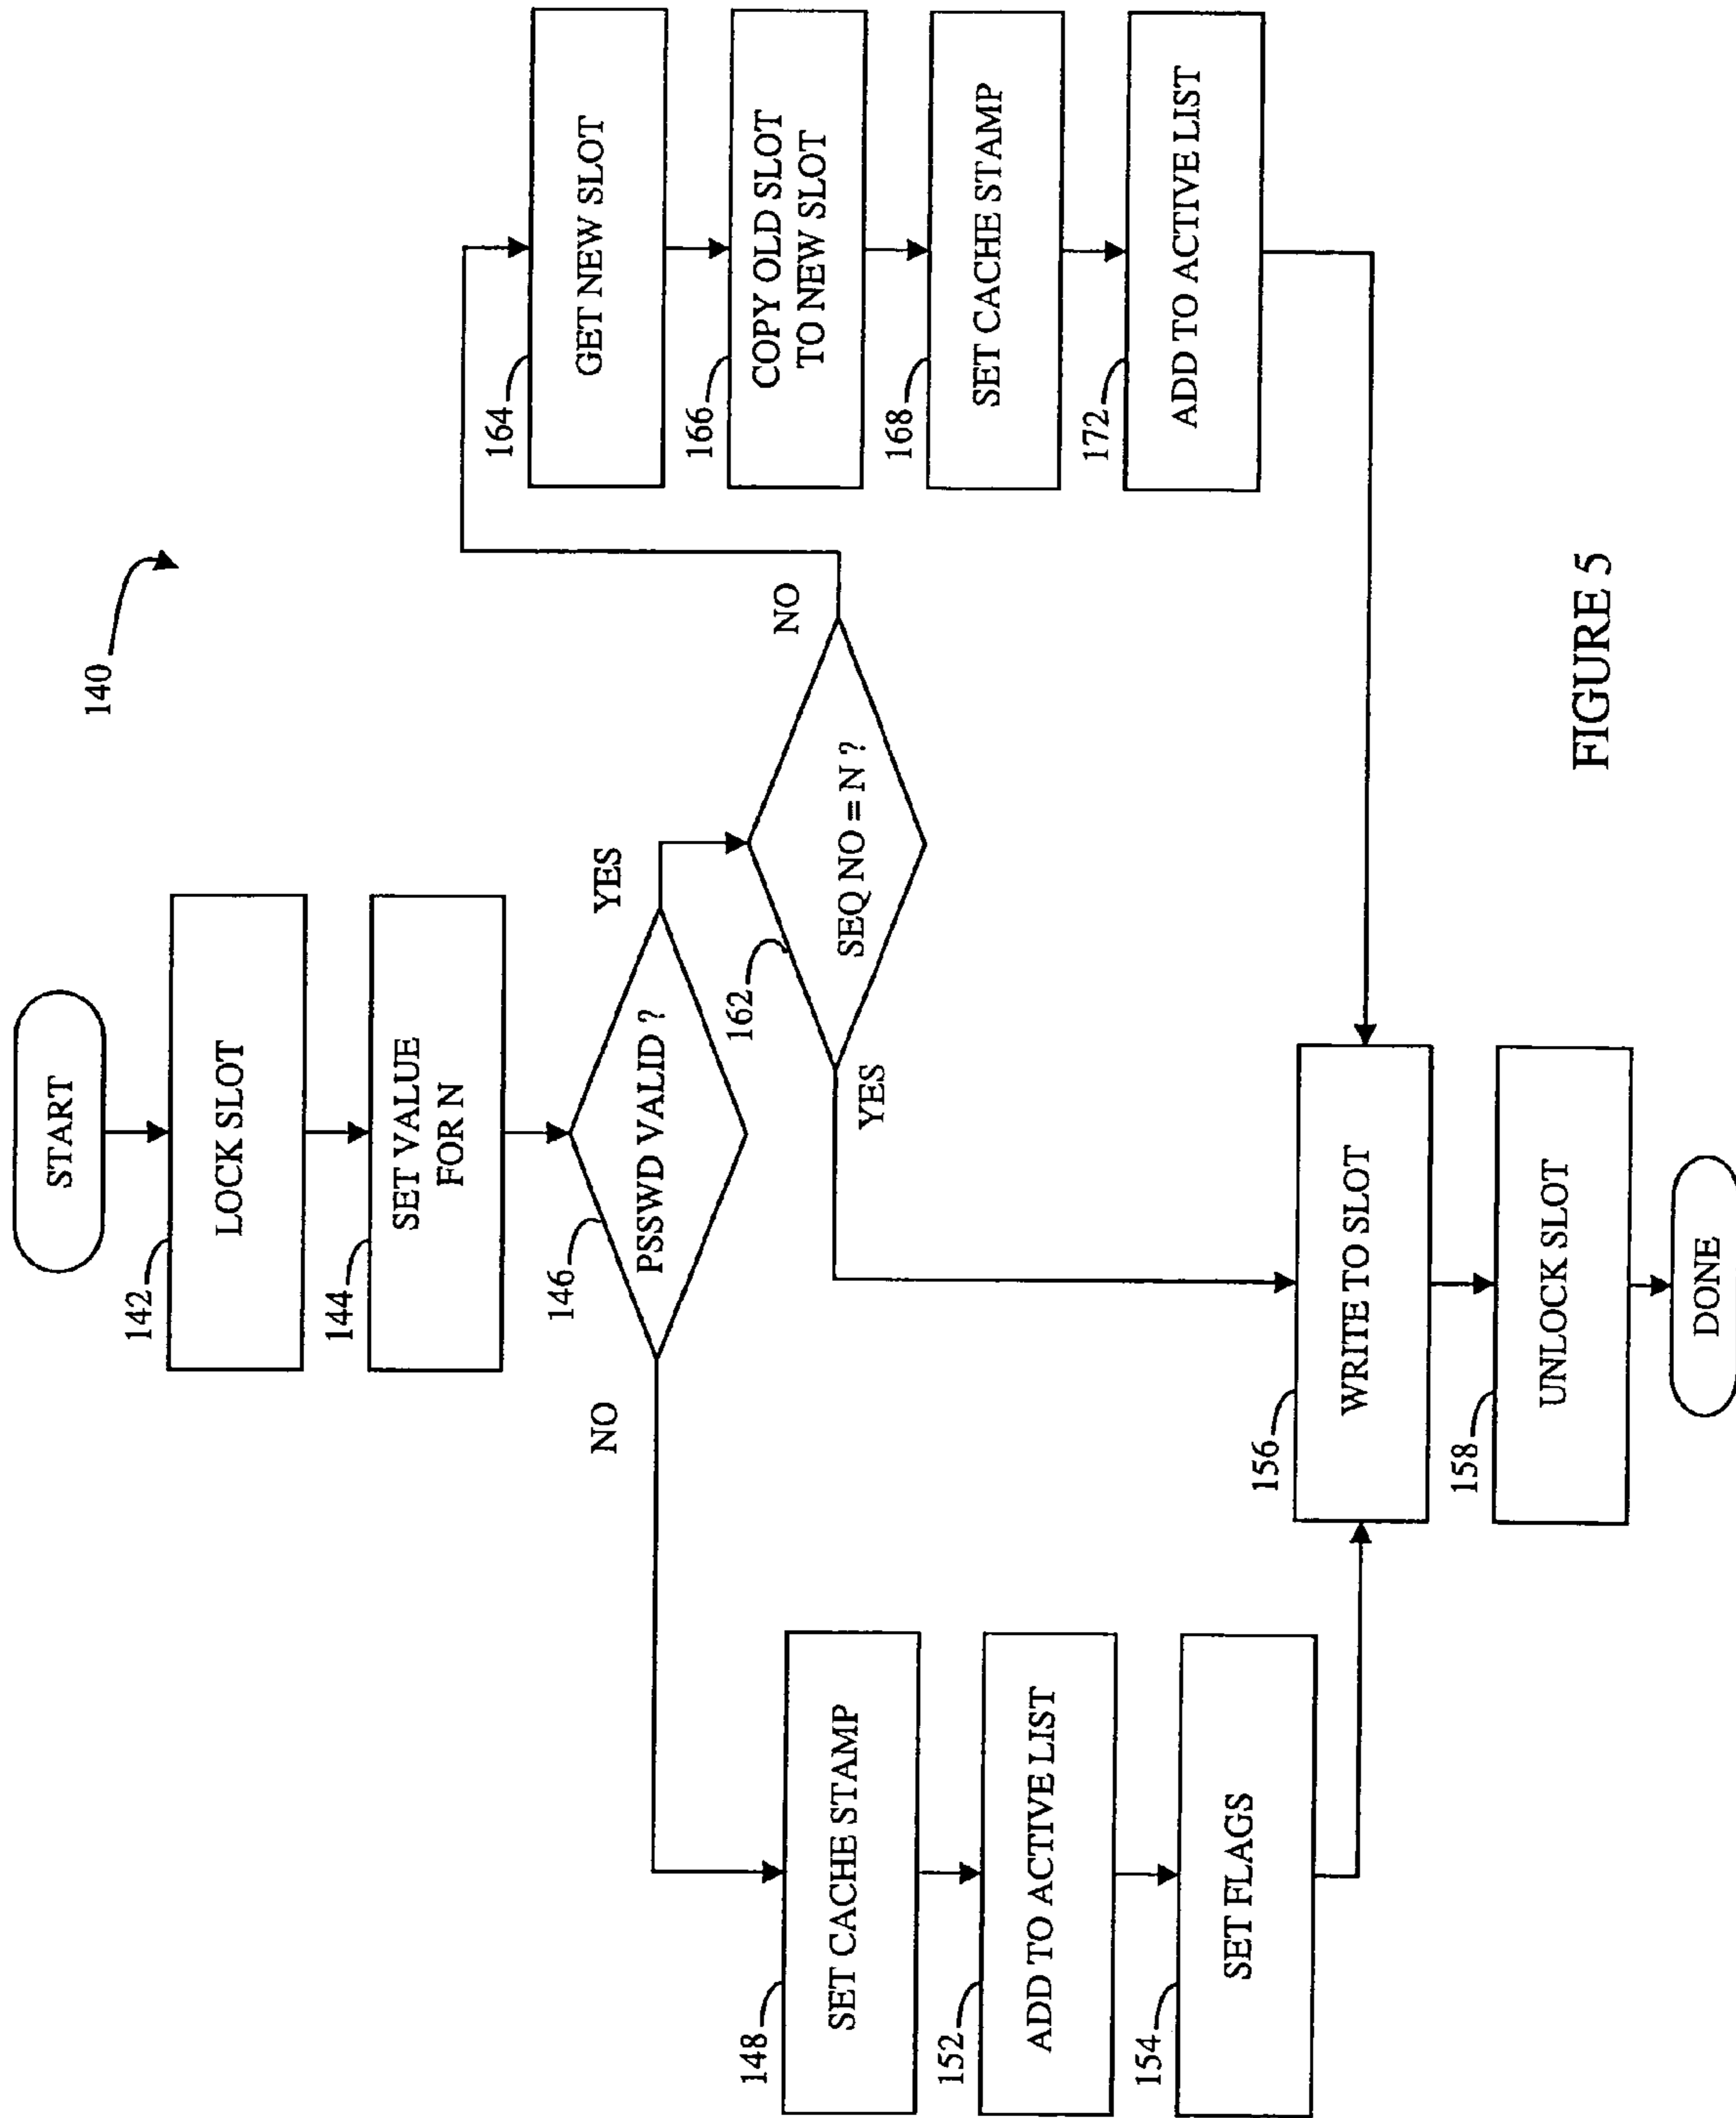 140
START
142
LOCK SLOT
144
SET VALUE
FOR N
146
PSSWD VALID ?
NO
YES
162
SEQ NO = N ?
YES
NO
148
SET CACHE STAMP
152
ADD TO ACTIVE LIST
154
SET FLAGS
164
GET NEW SLOT
166
COPY OLD SLOT
TO NEW SLOT
168
SET CACHE STAMP
172
ADD TO ACTIVE LIST
156
WRITE TO SLOT
158
UNLOCK SLOT
DONE
FIGURE 5